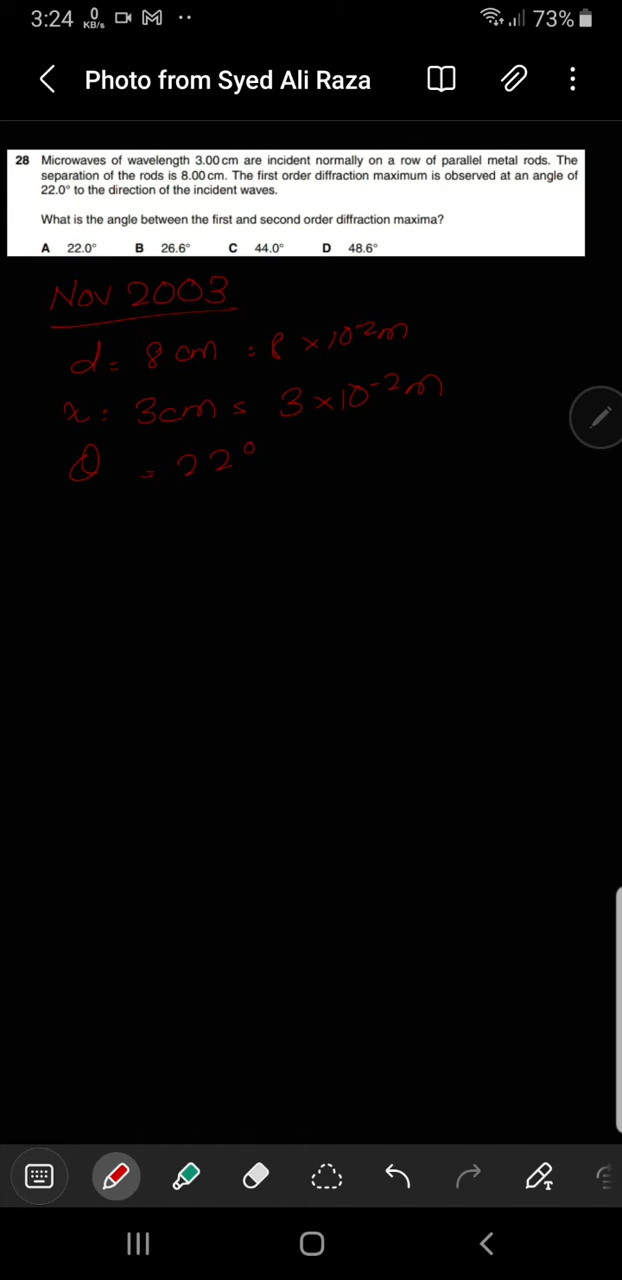 3:24 0 KB/s 73%
Photo from Syed Ali Raza
28 Microwaves of wavelength 3.00 cm are incident normally on a row of parallel metal rods. The
separation of the rods is 8.00 cm. The first order diffraction maximum is observed at an angle of
22.0° to the direction of the incident waves.
What is the angle between the first and second order diffraction maxima?
A 22.0° B 26.6° C 44.0° D 48.6°
Nov 2003
d = 8 cm = 8 × 10⁻² m
x = 3 cm = 3 × 10⁻² m
θ = 22°